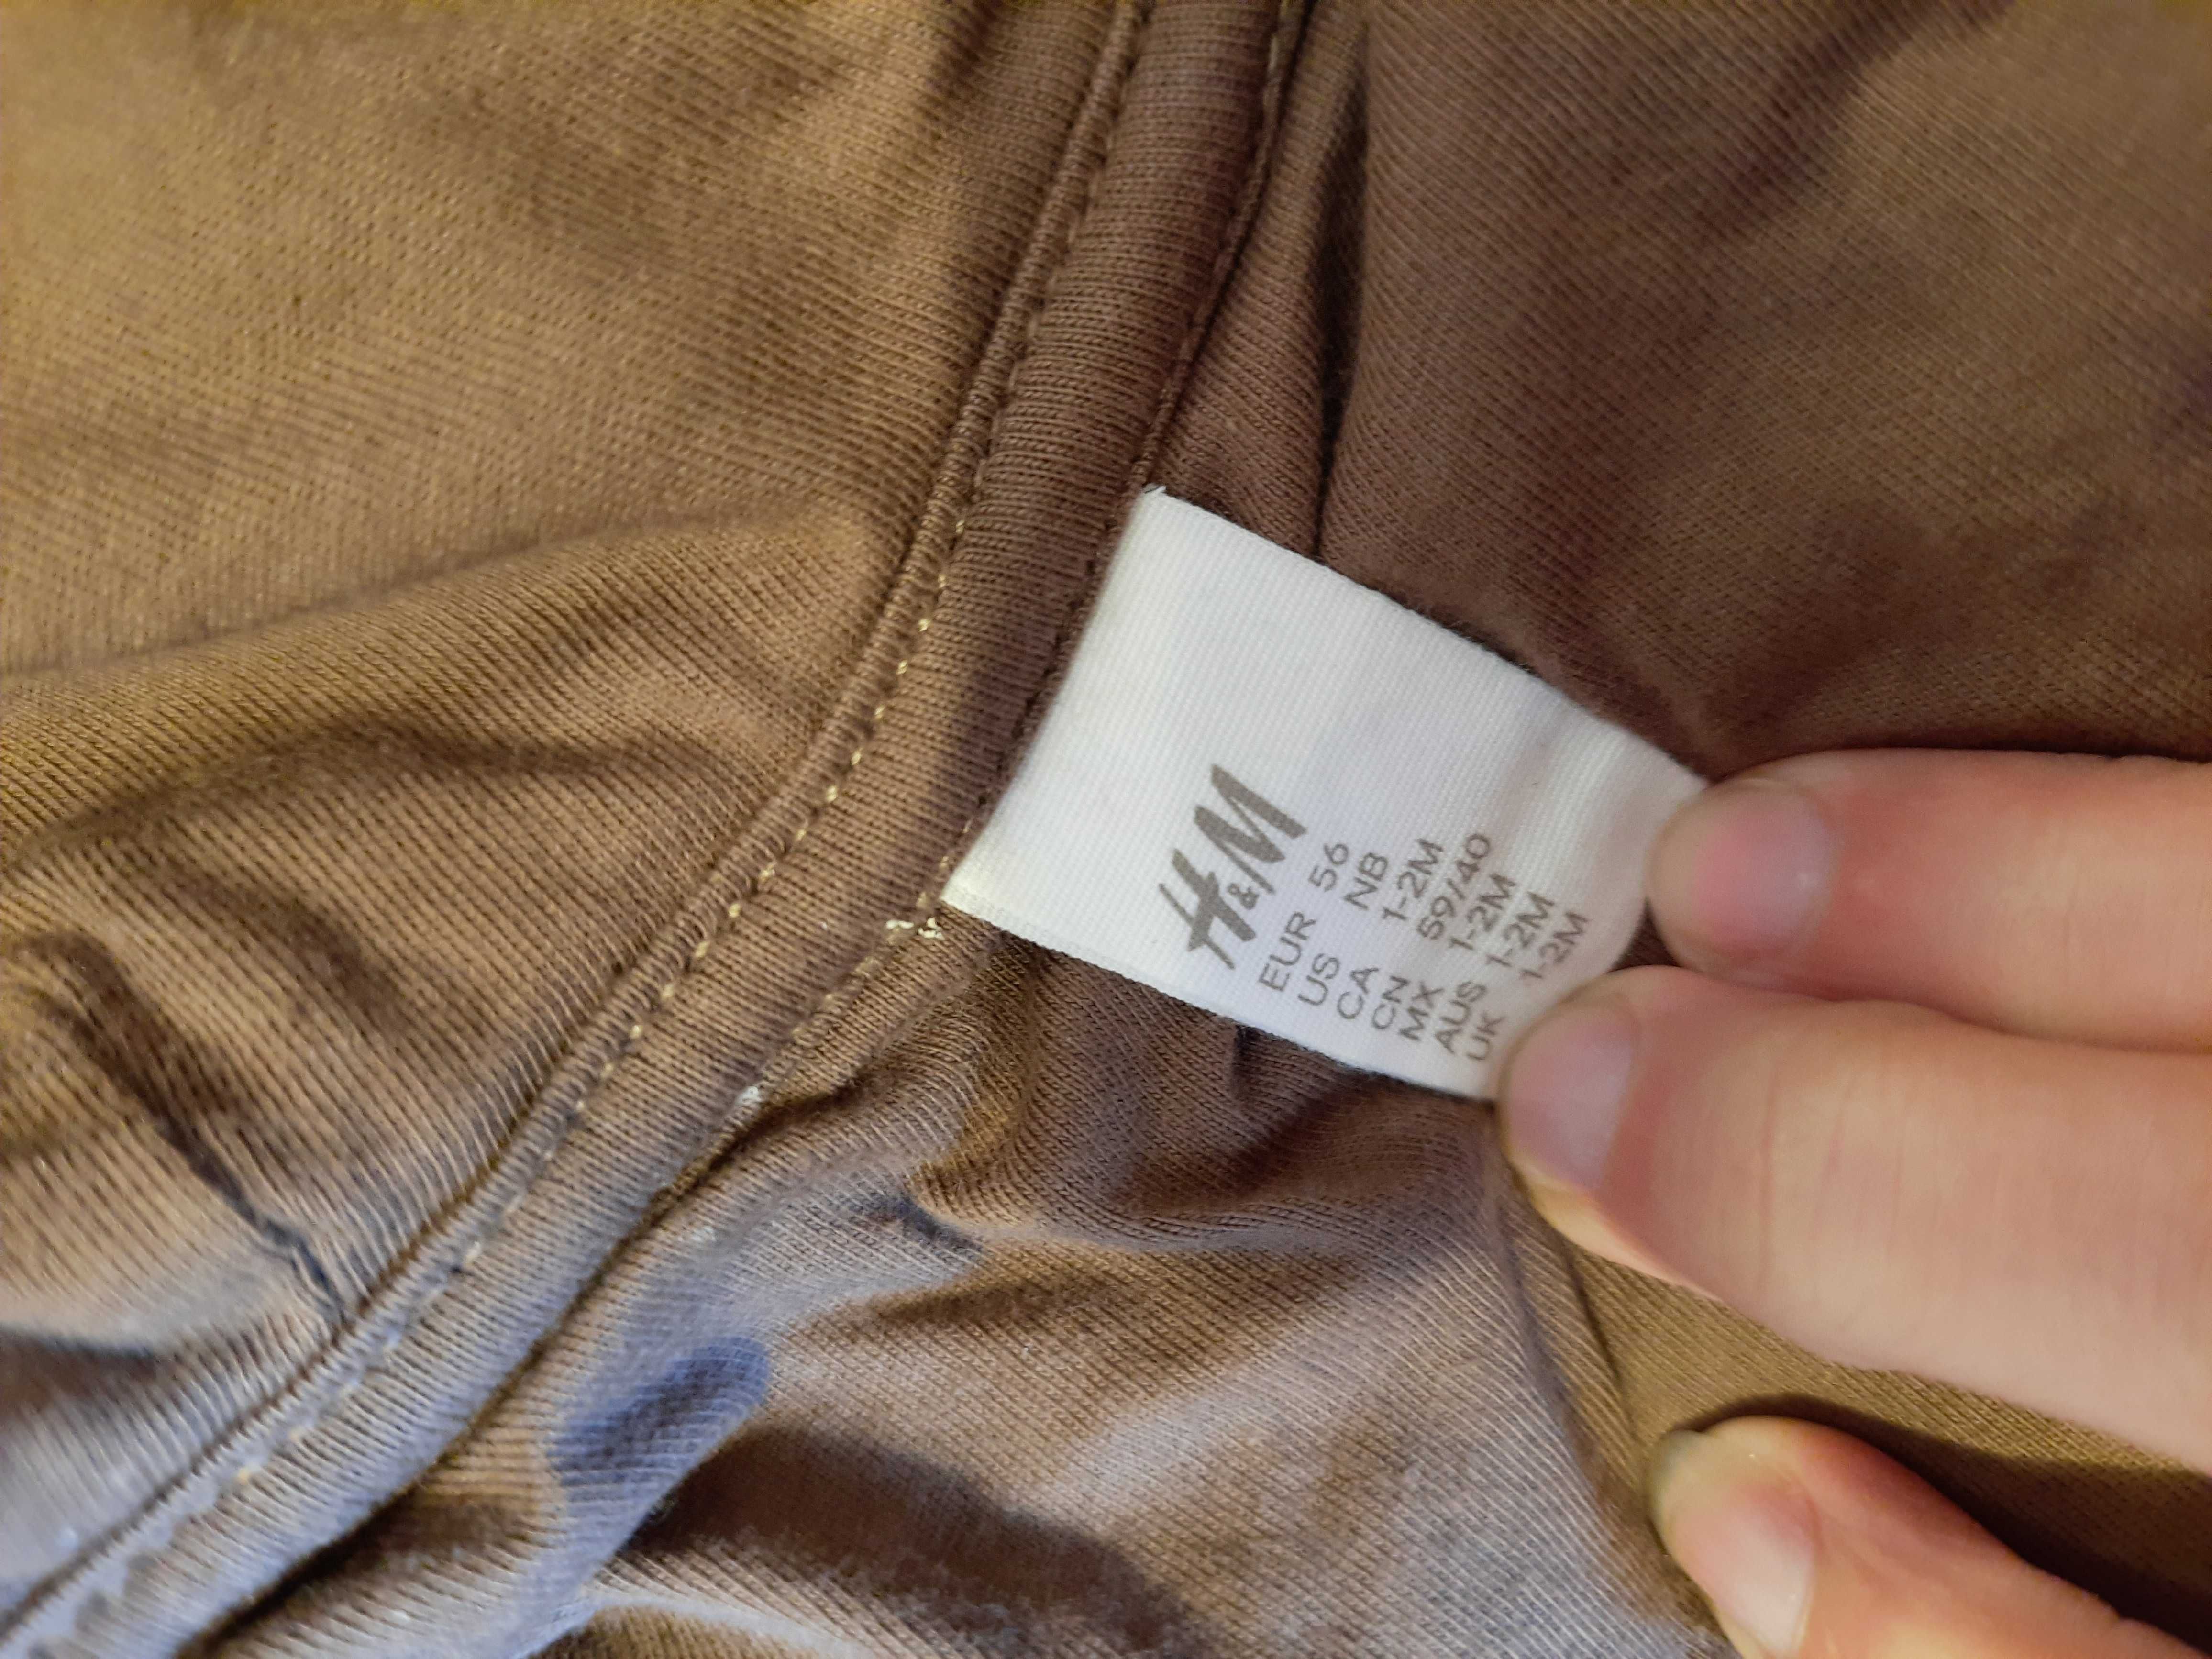 H&M
EUR 56
US NB
CA 1-2M
CN 59/40
MX 1-2M
AUS 1-2M
UK 1-2M